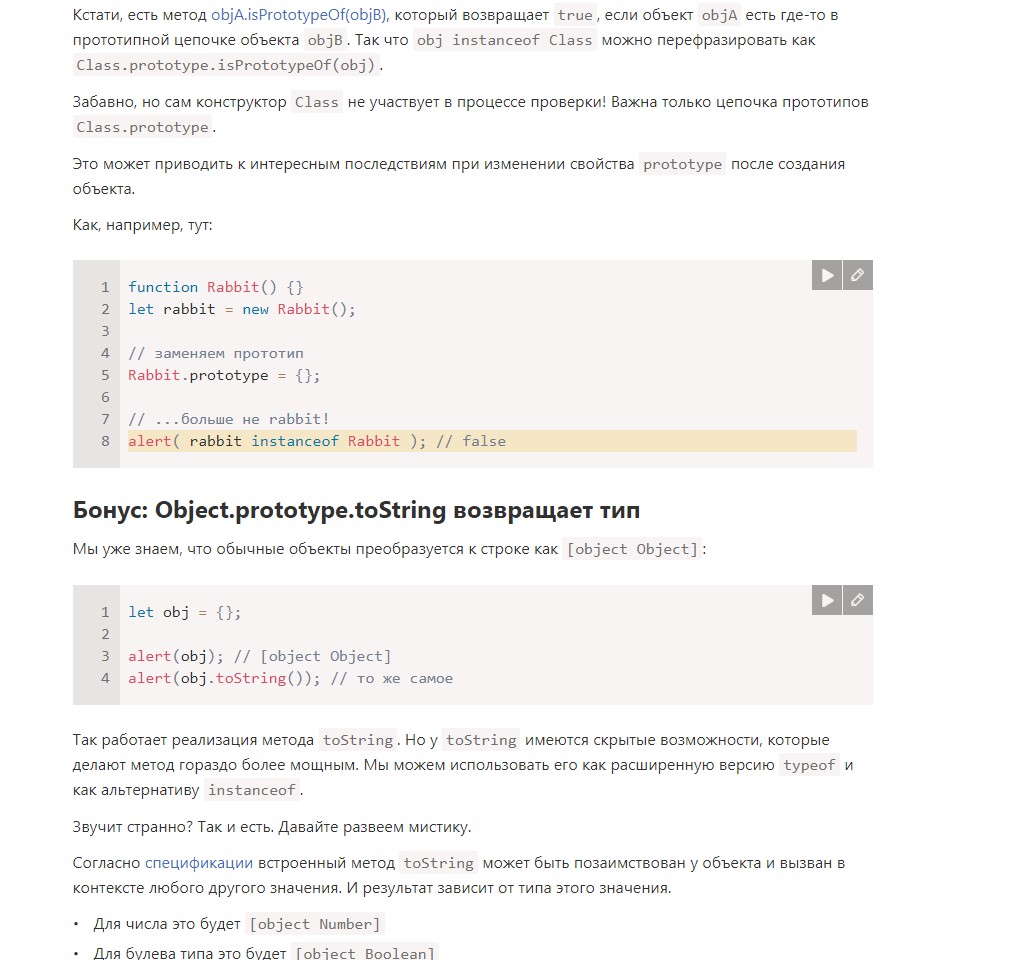 Кстати, есть метод objA.isPrototypeOf(objB), который возвращает true, если объект objA есть где-то в
прототипной цепочке объекта objB. Так что obj instanceof Class можно перефразировать как
Class.prototype.isPrototypeOf(obj).
Забавно, но сам конструктор Class не участвует в процессе проверки! Важна только цепочка прототипов
Class.prototype.
Это может приводить к интересным последствиям при изменении свойства prototype после создания
объекта.
Как, например, тут:
1 function Rabbit() {}
2 let rabbit = new Rabbit();
3
4 // заменяем прототип
5 Rabbit.prototype = {};
6
7 // ...больше не rabbit!
8 alert( rabbit instanceof Rabbit ); // false
Бонус: Object.prototype.toString возвращает тип
Мы уже знаем, что обычные объекты преобразуется к строке как [object Object]:
1 let obj = {};
2
3 alert(obj); // [object Object]
4 alert(obj.toString()); // то же самое
Так работает реализация метода toString. Но у toString имеются скрытые возможности, которые
делают метод гораздо более мощным. Мы можем использовать его как расширенную версию typeof и
как альтернативу instanceof.
Звучит странно? Так и есть. Давайте развеем мистику.
Согласно спецификации встроенный метод toString может быть позаимствован у объекта и вызван в
контексте любого другого значения. И результат зависит от типа этого значения.
• Для числа это будет [object Number]
• Для булева типа это будет [object Boolean]